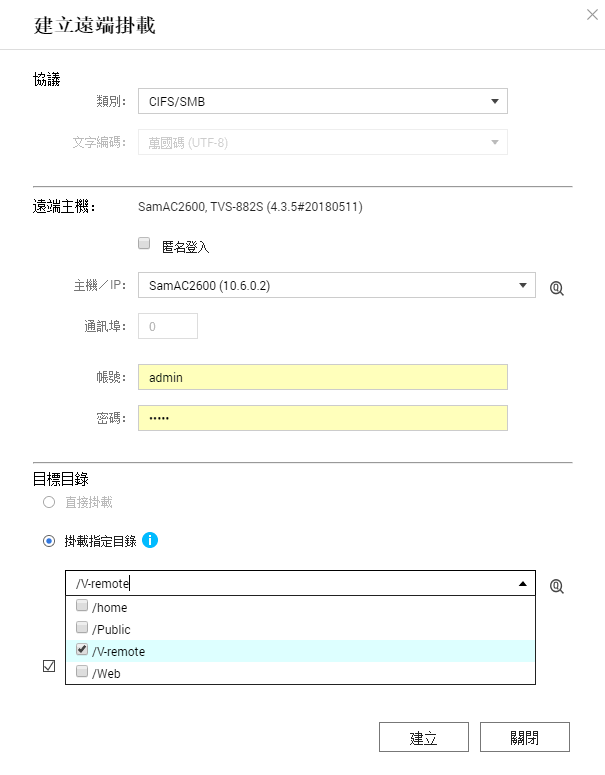 建立遠端掛載
協議
類別:
CIFS/SMB
文字編碼:
萬國碼 (UTF-8)
遠端主機:
SamAC2600, TVS-882S (4.3.5#20180511)
匿名登入
主機／IP:
SamAC2600 (10.6.0.2)
通訊埠:
0
帳號:
admin
密碼:
•••••
目標目錄
直接掛載
掛載指定目錄
/V-remote
/home
/Public
/V-remote
/Web
建立
關閉